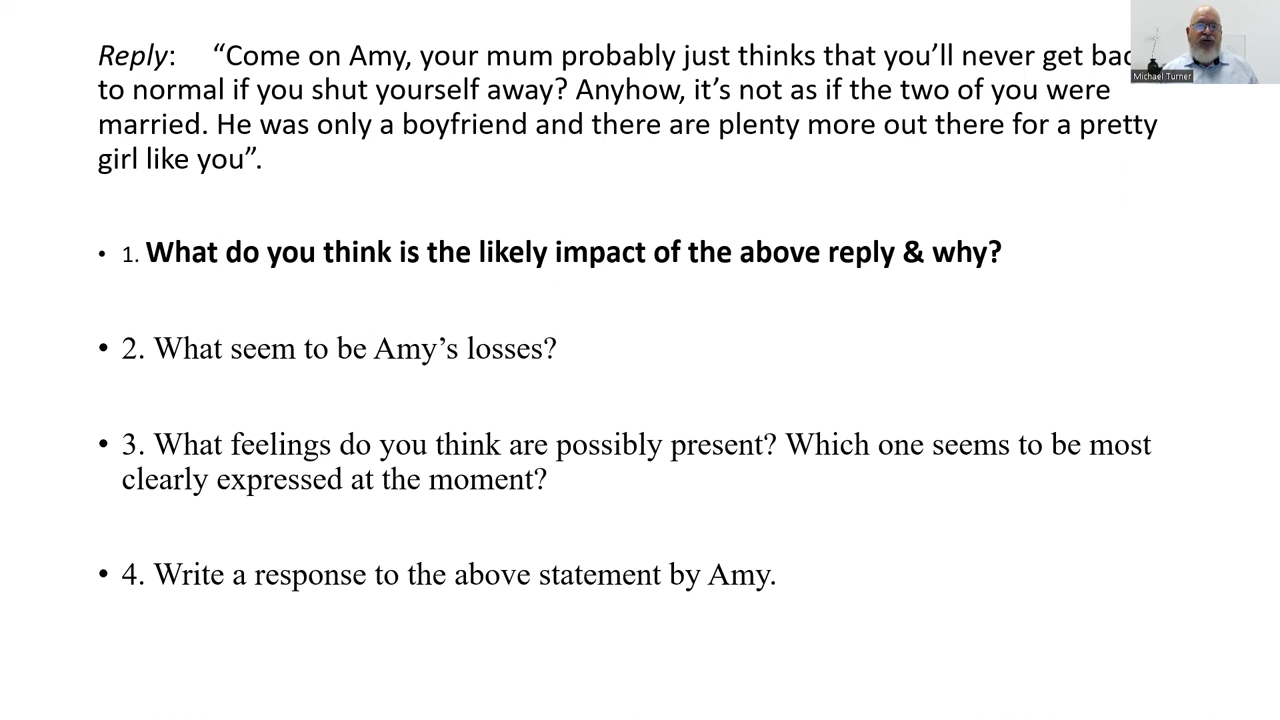 Reply: “Come on Amy, your mum probably just thinks that you’ll never get
to normal if you shut yourself away? Anyhow, it’s not as if the two of you were
married. He was only a boyfriend and there are plenty more out there for a pretty
girl like you”.
Michael Turner
• 1. What do you think is the likely impact of the above reply & why?
• 2. What seem to be Amy’s losses?
• 3. What feelings do you think are possibly present? Which one seems to be most
clearly expressed at the moment?
• 4. Write a response to the above statement by Amy.